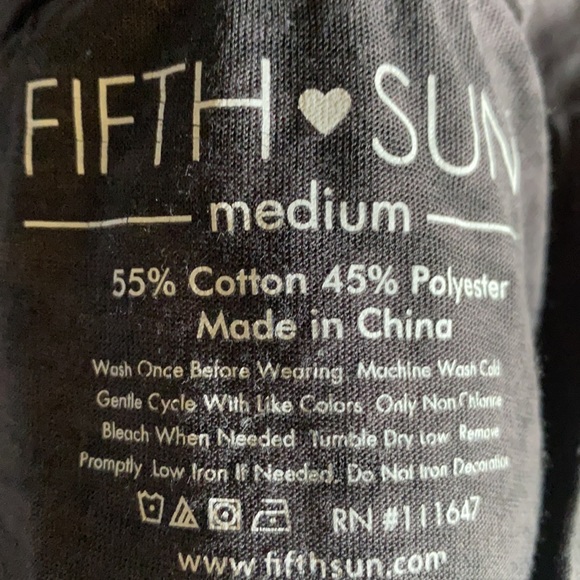 FIFTH ♥ SUN
medium
55% Cotton 45% Polyester
Made in China
Wash Once Before Wearing Machine Wash Cold
Gentle Cycle With Like Colors Only Non Chlorine
Bleach When Needed Tumble Dry Low Remove
Promptly Low Iron If Needed. Do Not Iron Decoration
RN #111647
www.fifthsun.com